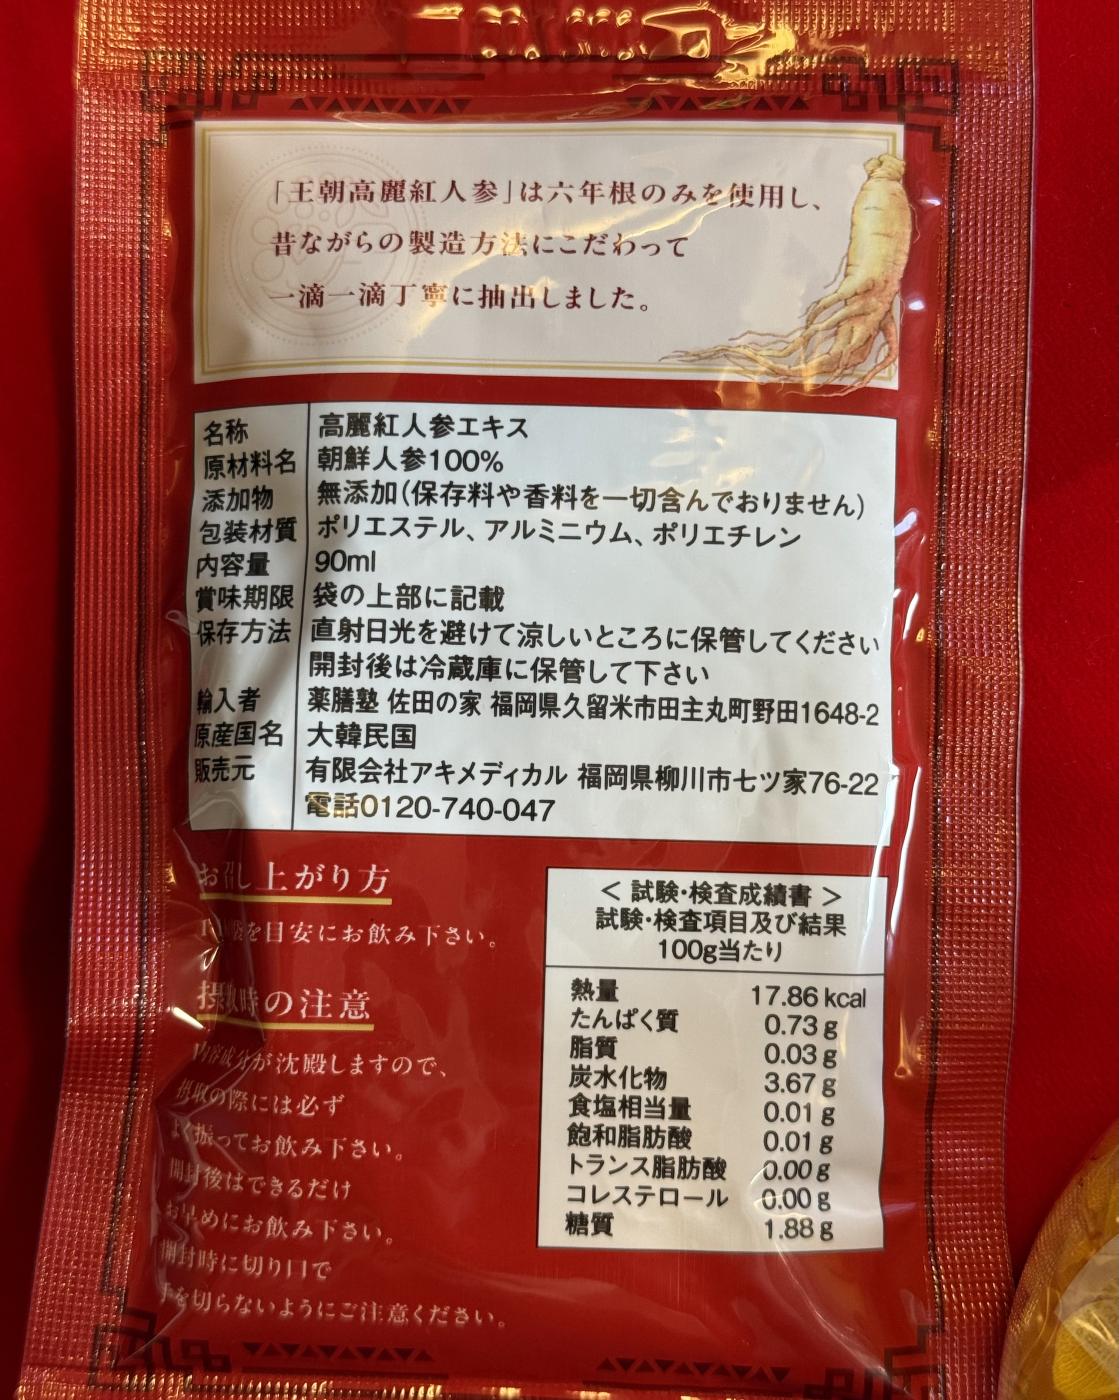 「王朝高麗紅人参」は六年根のみを使用し、
昔ながらの製造方法にこだわって
一滴一滴丁寧に抽出しました。
名称 高麗紅人参エキス
原材料名 朝鮮人参100%
添加物 無添加(保存料や香料を一切含んでおりません)
包装材質 ポリエステル、アルミニウム、ポリエチレン
内容量 90ml
賞味期限 袋の上部に記載
保存方法 直射日光を避けて涼しいところに保管してください
開封後は冷蔵庫に保管して下さい
輸入者 薬膳塾 佐田の家 福岡県久留米市田主丸町野田1648-2
原産国名 大韓民国
販売元 有限会社アキメディカル 福岡県柳川市七ツ家76-22
電話0120-740-047
お召し上がり方
を目安にお飲み下さい。
摂取時の注意
内容成分が沈殿しますので、
摂取の際には必ず
よく振ってお飲み下さい。
開封後はできるだけ
お早めにお飲み下さい。
開封時に切り口で
手を切らないようにご注意ください。
＜ 試験・検査成績書 ＞
試験・検査項目及び結果
100g当たり
熱量 17.86 kcal
たんぱく質 0.73 g
脂質 0.03 g
炭水化物 3.67 g
食塩相当量 0.01 g
飽和脂肪酸 0.01 g
トランス脂肪酸 0.00 g
コレステロール 0.00 g
糖質 1.88 g